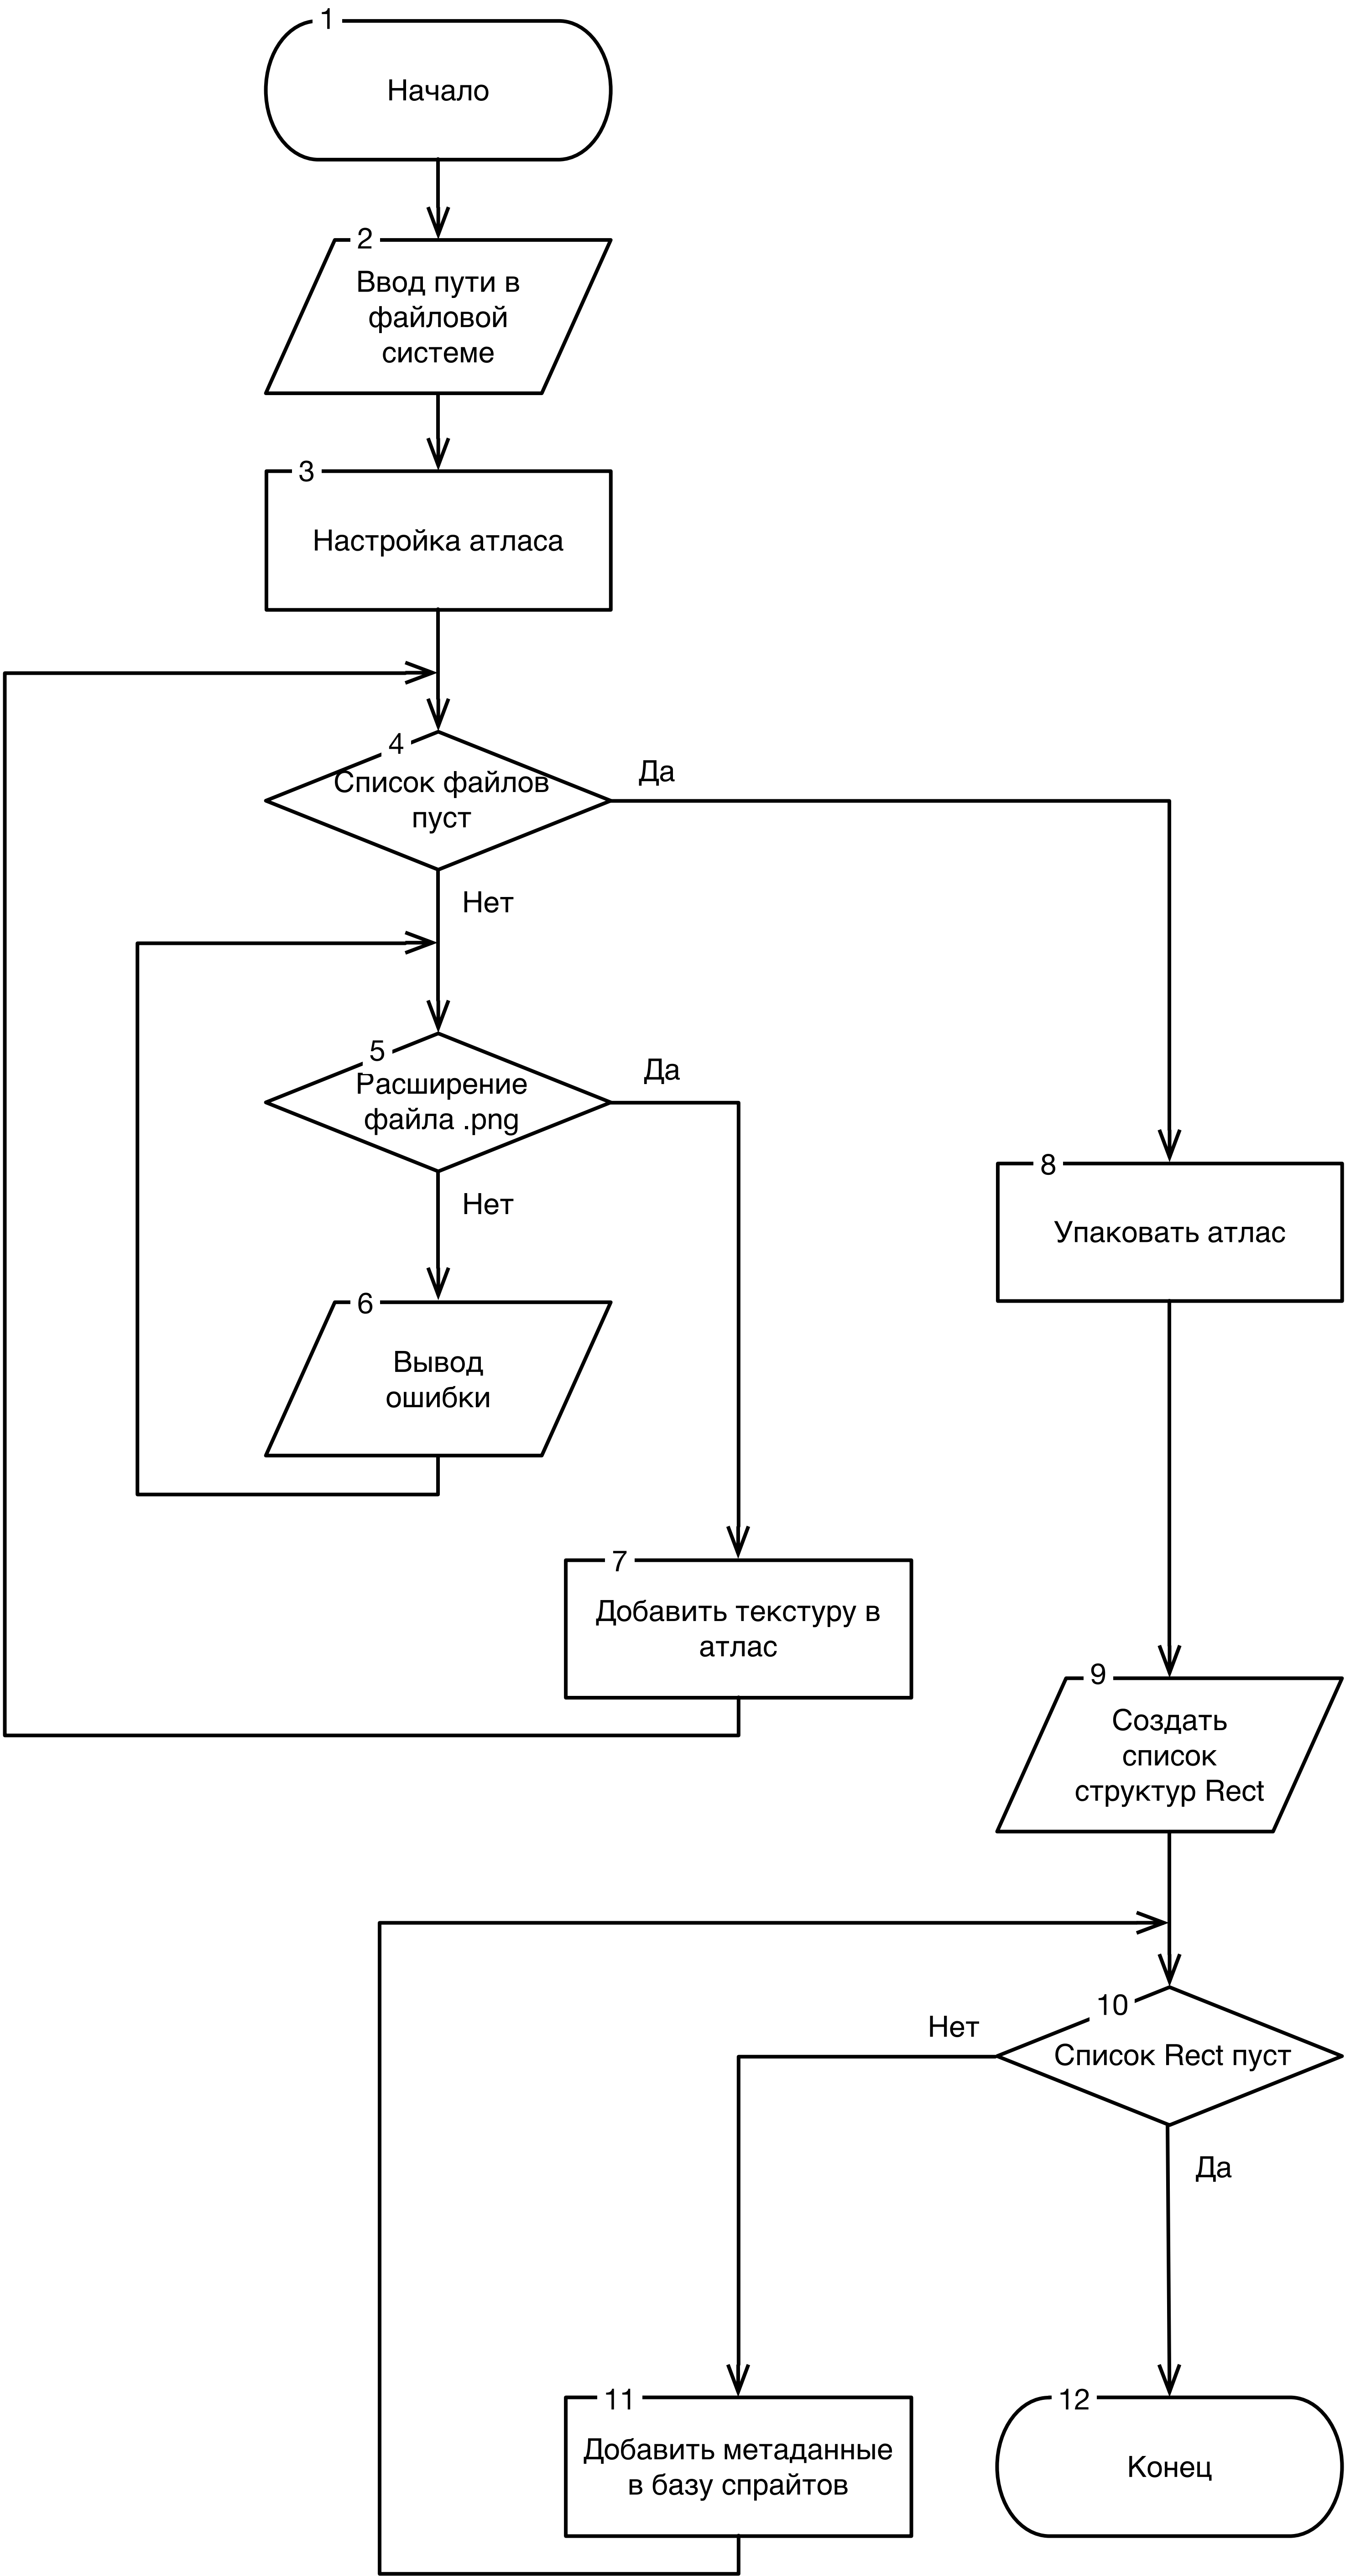 1
Начало
2
Ввод пути в
файловой
системе
3
Настройка атласа
4
Список файлов
пуст
Да
Нет
5
Расширение
файла .png
Да
Нет
6
Вывод
ошибки
7
Добавить текстуру в
атлас
8
Упаковать атлас
9
Создать
список
структур Rect
10
Список Rect пуст
Нет
Да
11
Добавить метаданные
в базу спрайтов
12
Конец